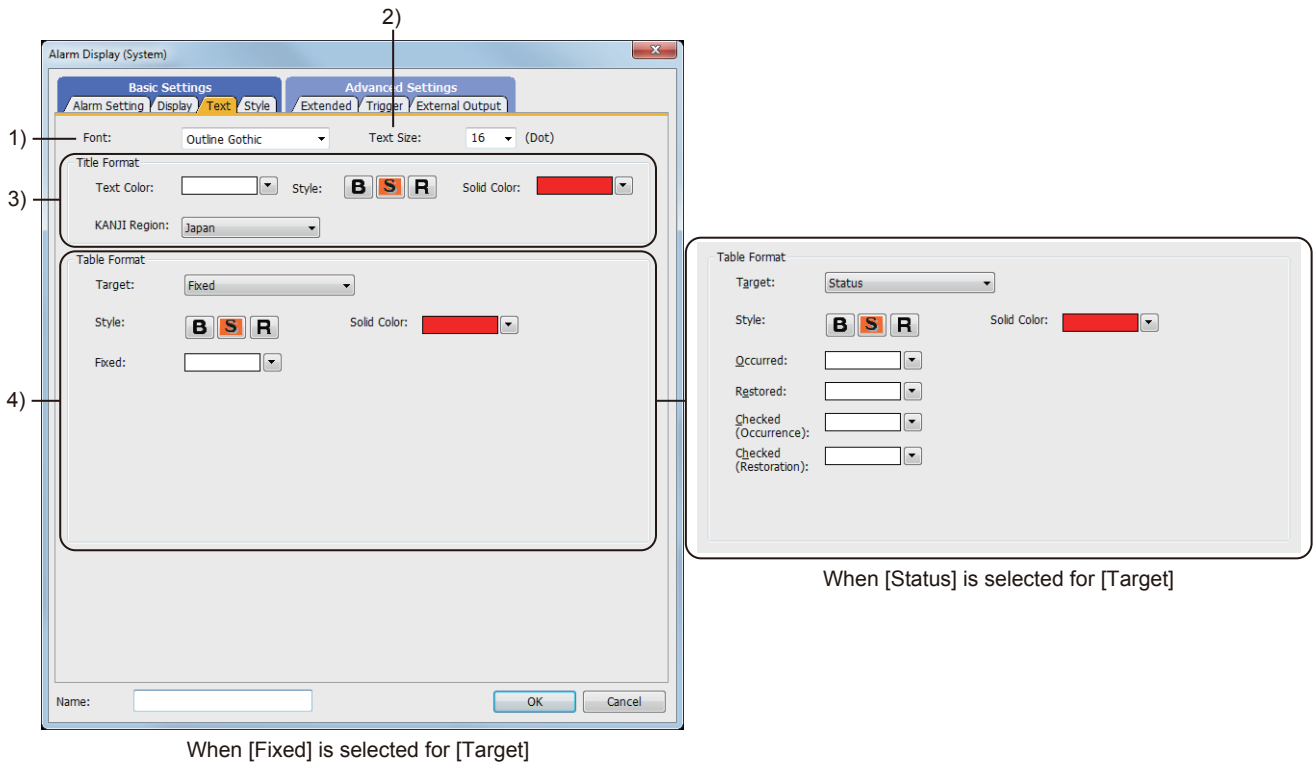 2)
Alarm Display (System)
x
Basic Settings
Advanced Settings
Alarm Setting Display Text Style Extended Trigger External Output
1)
Font: Outline Gothic Text Size: 16 (Dot)
Title Format
3)
Text Color: Style: B S R Solid Color:
KANJI Region: Japan
Table Format
Target: Fixed
Style: B S R Solid Color:
Fixed:
4)
Name: OK Cancel
When [Fixed] is selected for [Target]
Table Format
Target: Status
Style: B S R Solid Color:
Occurred:
Restored:
Checked
(Occurrence):
Checked
(Restoration):
When [Status] is selected for [Target]